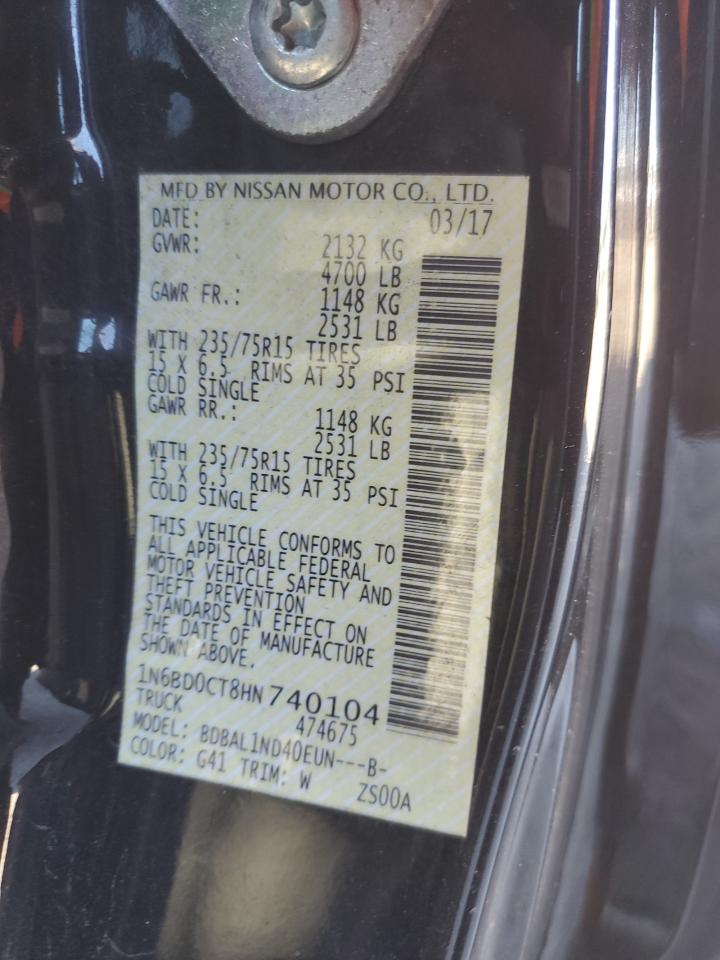 MFD BY NISSAN MOTOR CO., LTD.
DATE: 03/17
GVWR: 2132 KG
4700 LB
GAWR FR.: 1148 KG
2531 LB
WITH 235/75R15 TIRES
15 X 6.5 RIMS AT 35 PSI
COLD SINGLE
GAWR RR.: 1148 KG
2531 LB
WITH 235/75R15 TIRES
15 X 6.5 RIMS AT 35 PSI
COLD SINGLE
THIS VEHICLE CONFORMS TO
ALL APPLICABLE FEDERAL
MOTOR VEHICLE SAFETY AND
THEFT PREVENTION
STANDARDS IN EFFECT ON
THE DATE OF MANUFACTURE
SHOWN ABOVE.
1N6BD0CT8HN740104
TRUCK 474675
MODEL: BDBAL1ND40EUN---B-
COLOR: G41 TRIM: W ZS00A